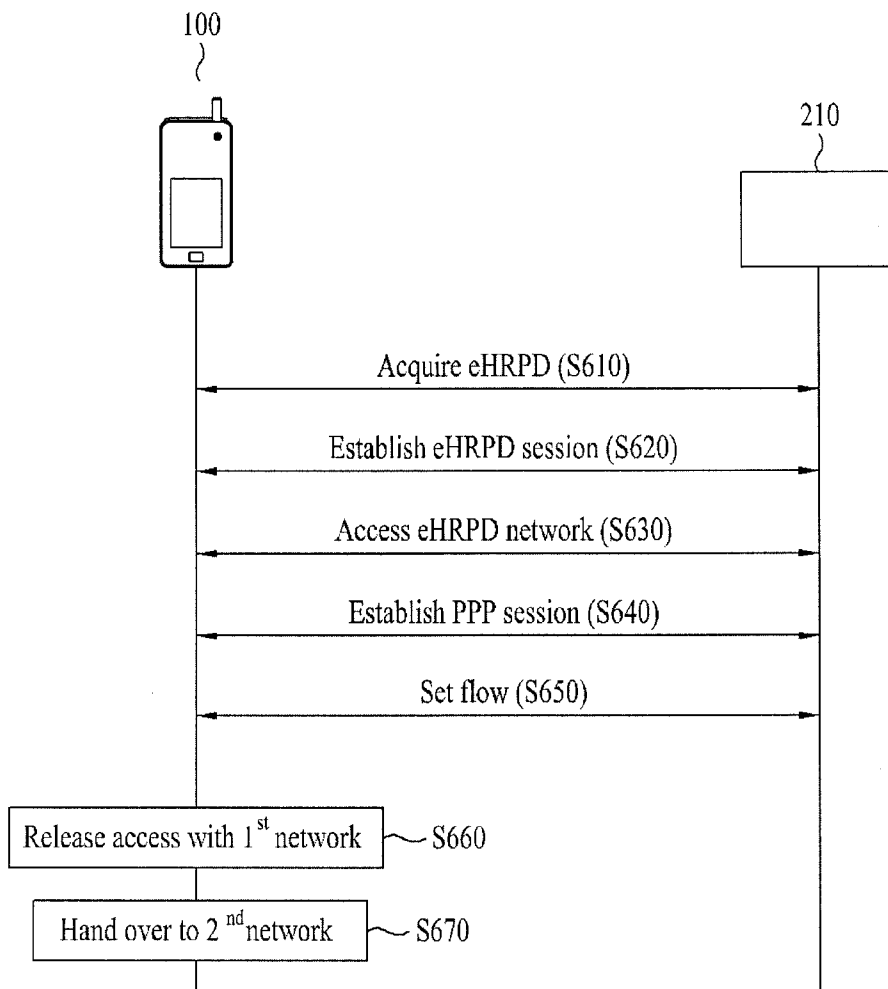 100
210
Acquire eHRPD (S610)
Establish eHRPD session (S620)
Access eHRPD network (S630)
Establish PPP session (S640)
Set flow (S650)
Release access with 1st network
S660
Hand over to 2nd network
S670